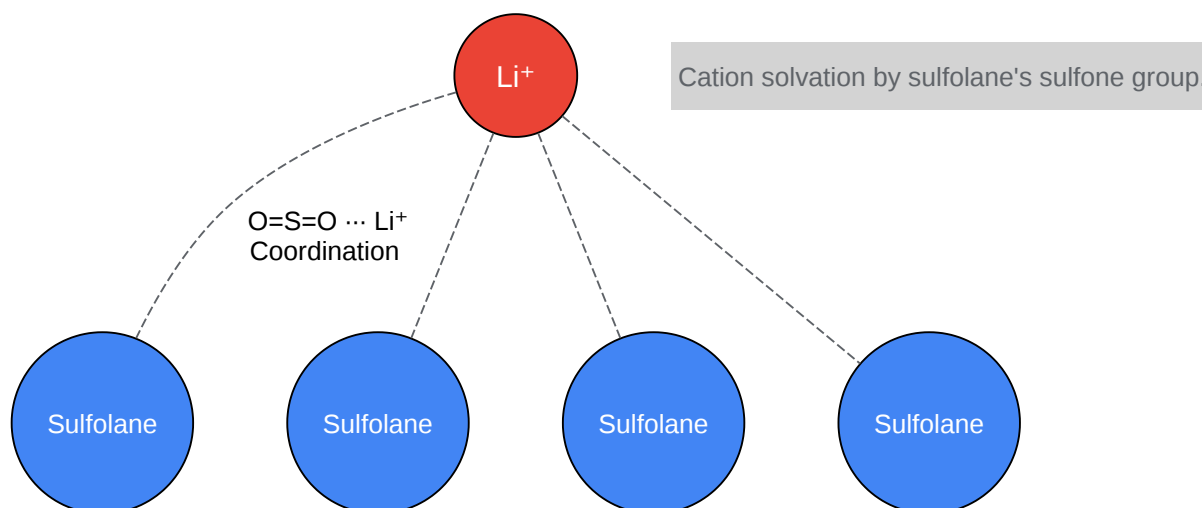 Li⁺
Cation solvation by sulfolane's sulfone group.
O=S=O ··· Li⁺
Coordination
Sulfolane
Sulfolane
Sulfolane
Sulfolane